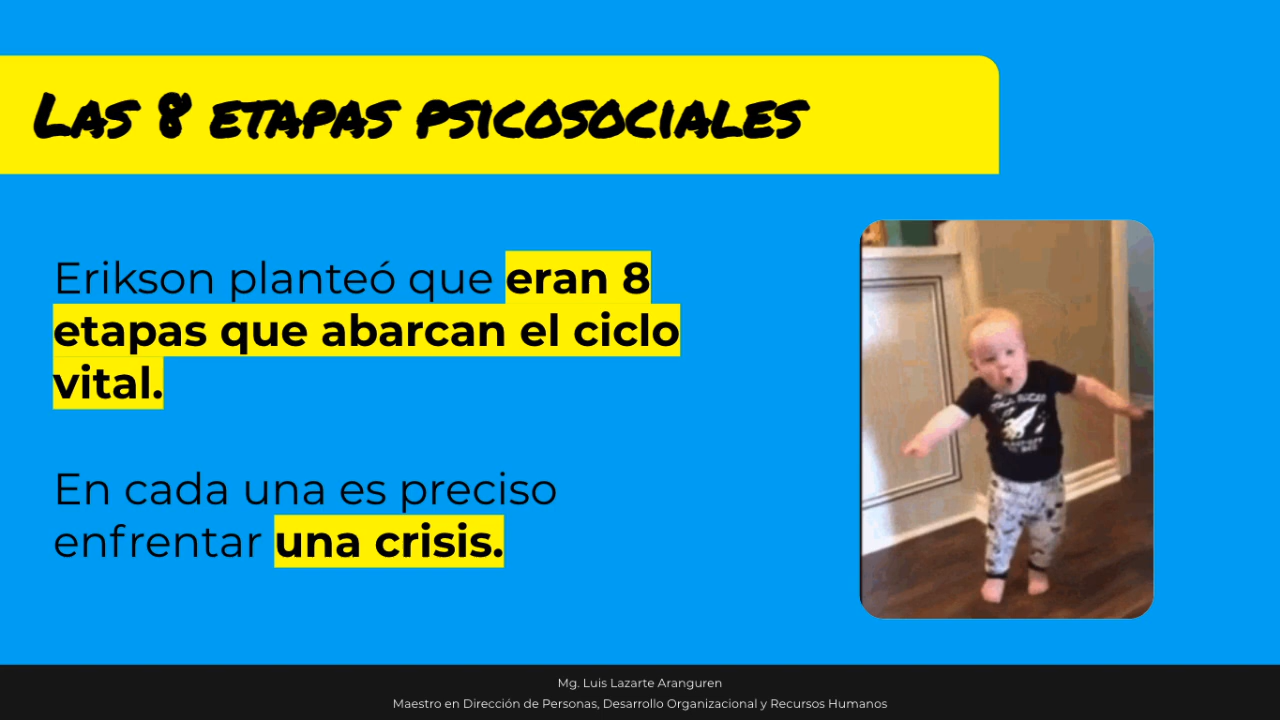 Las 8 etapas psicosociales
Erikson planteó que eran 8
etapas que abarcan el ciclo
vital.
En cada una es preciso
enfrentar una crisis.
Mg. Luis Lazarte Aranguren
Maestro en Dirección de Personas, Desarrollo Organizacional y Recursos Humanos